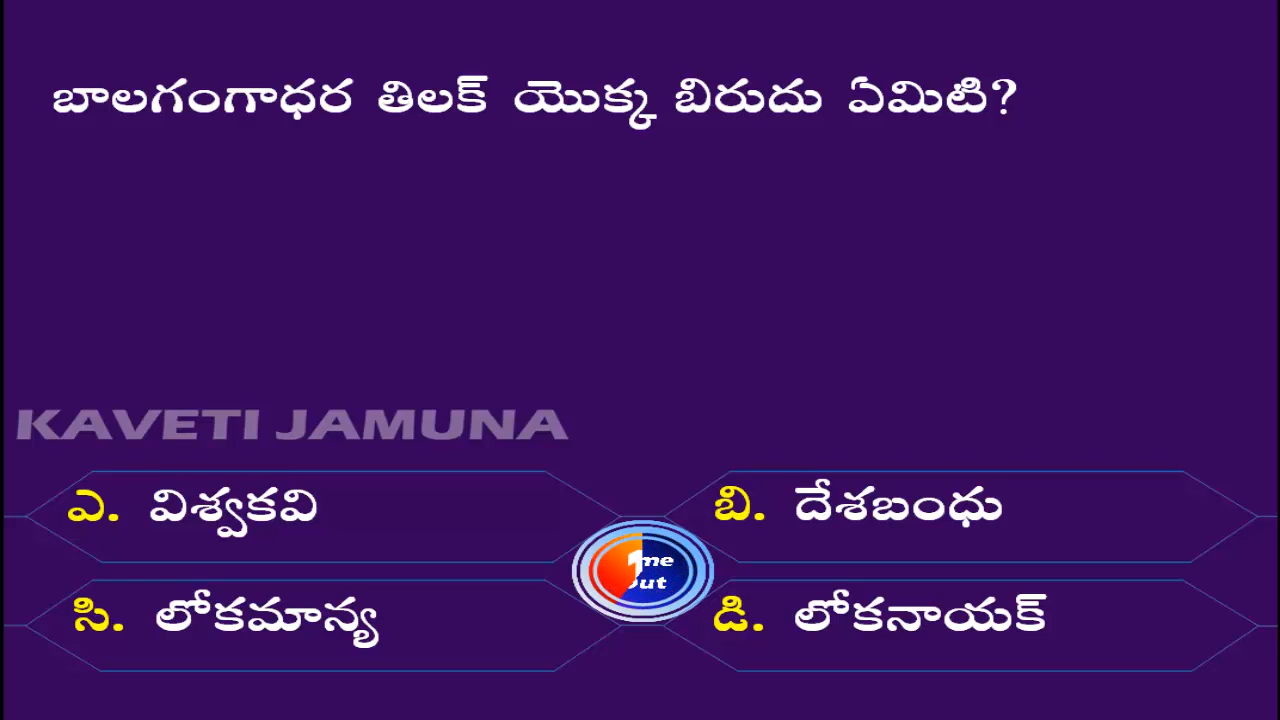 బాలగంగాధర తిలక్ యొక్క బిరుదు ఏమిటి?
KAVETI JAMUNA
ఎ. విశ్వకవి
బి. దేశబంధు
సి. లోకమాన్య
డి. లోకనాయక్